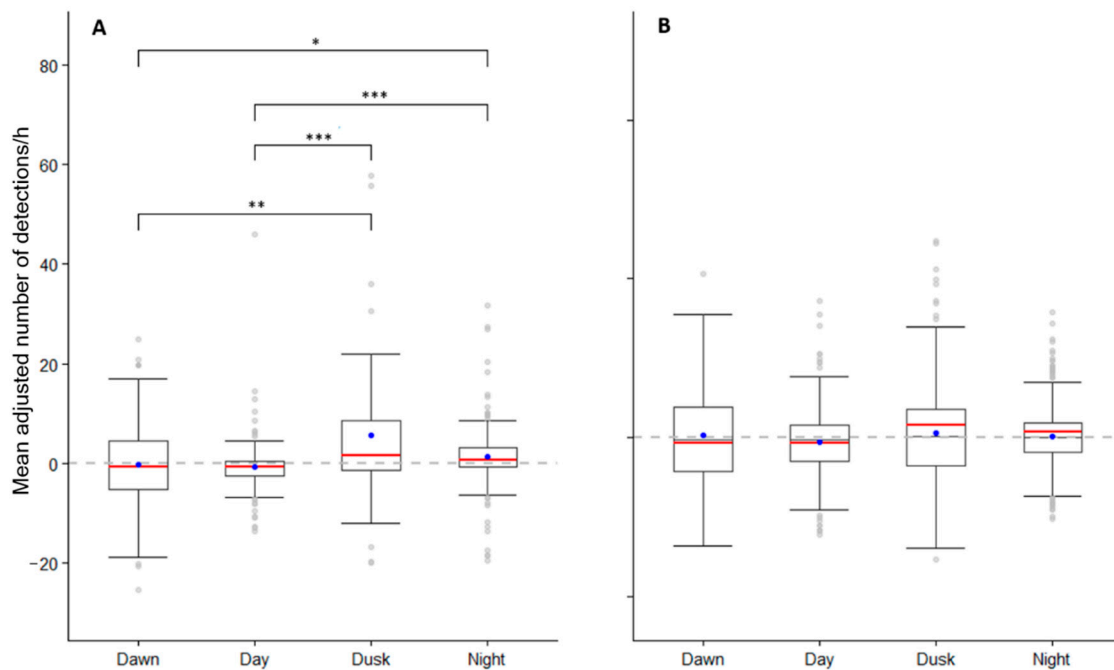 A
B
Mean adjusted number of detections/h
80
60
40
20
0
−20
*
***
***
**
Dawn Day Dusk Night
Dawn Day Dusk Night